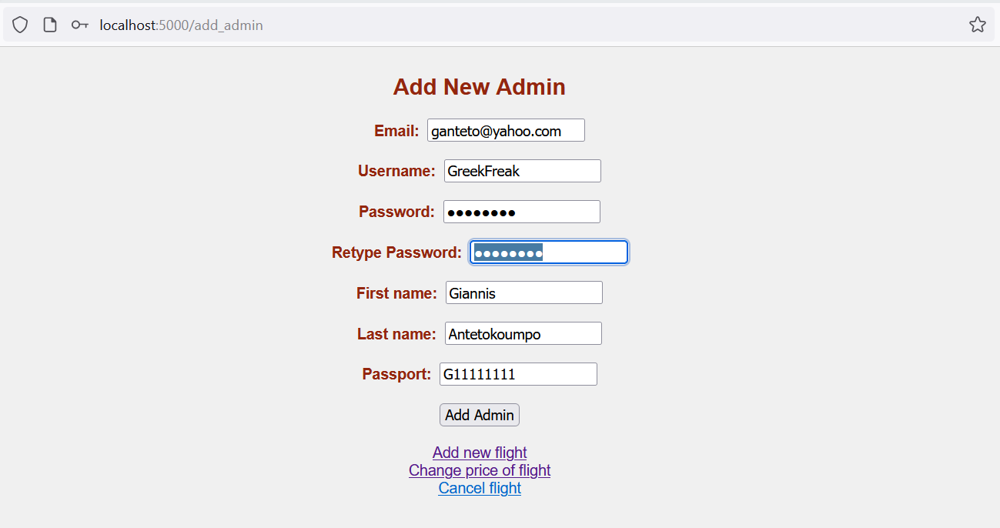 localhost:5000/add_admin
Add New Admin
Email: ganteto@yahoo.com
Username: GreekFreak
Password: ●●●●●●●●
Retype Password: ●●●●●●●●
First name: Giannis
Last name: Antetokoumpo
Passport: G11111111
Add Admin
Add new flight
Change price of flight
Cancel flight